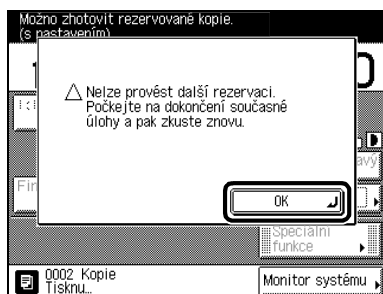 Možno zhotovit rezervované kopie.
(s nastavením)
Nelze provést další rezervaci.
Počkejte na dokončení současné
úlohy a pak zkuste znovu.
OK
Speciální
funkce
0002 Kopie
Tisknu…
Monitor systému